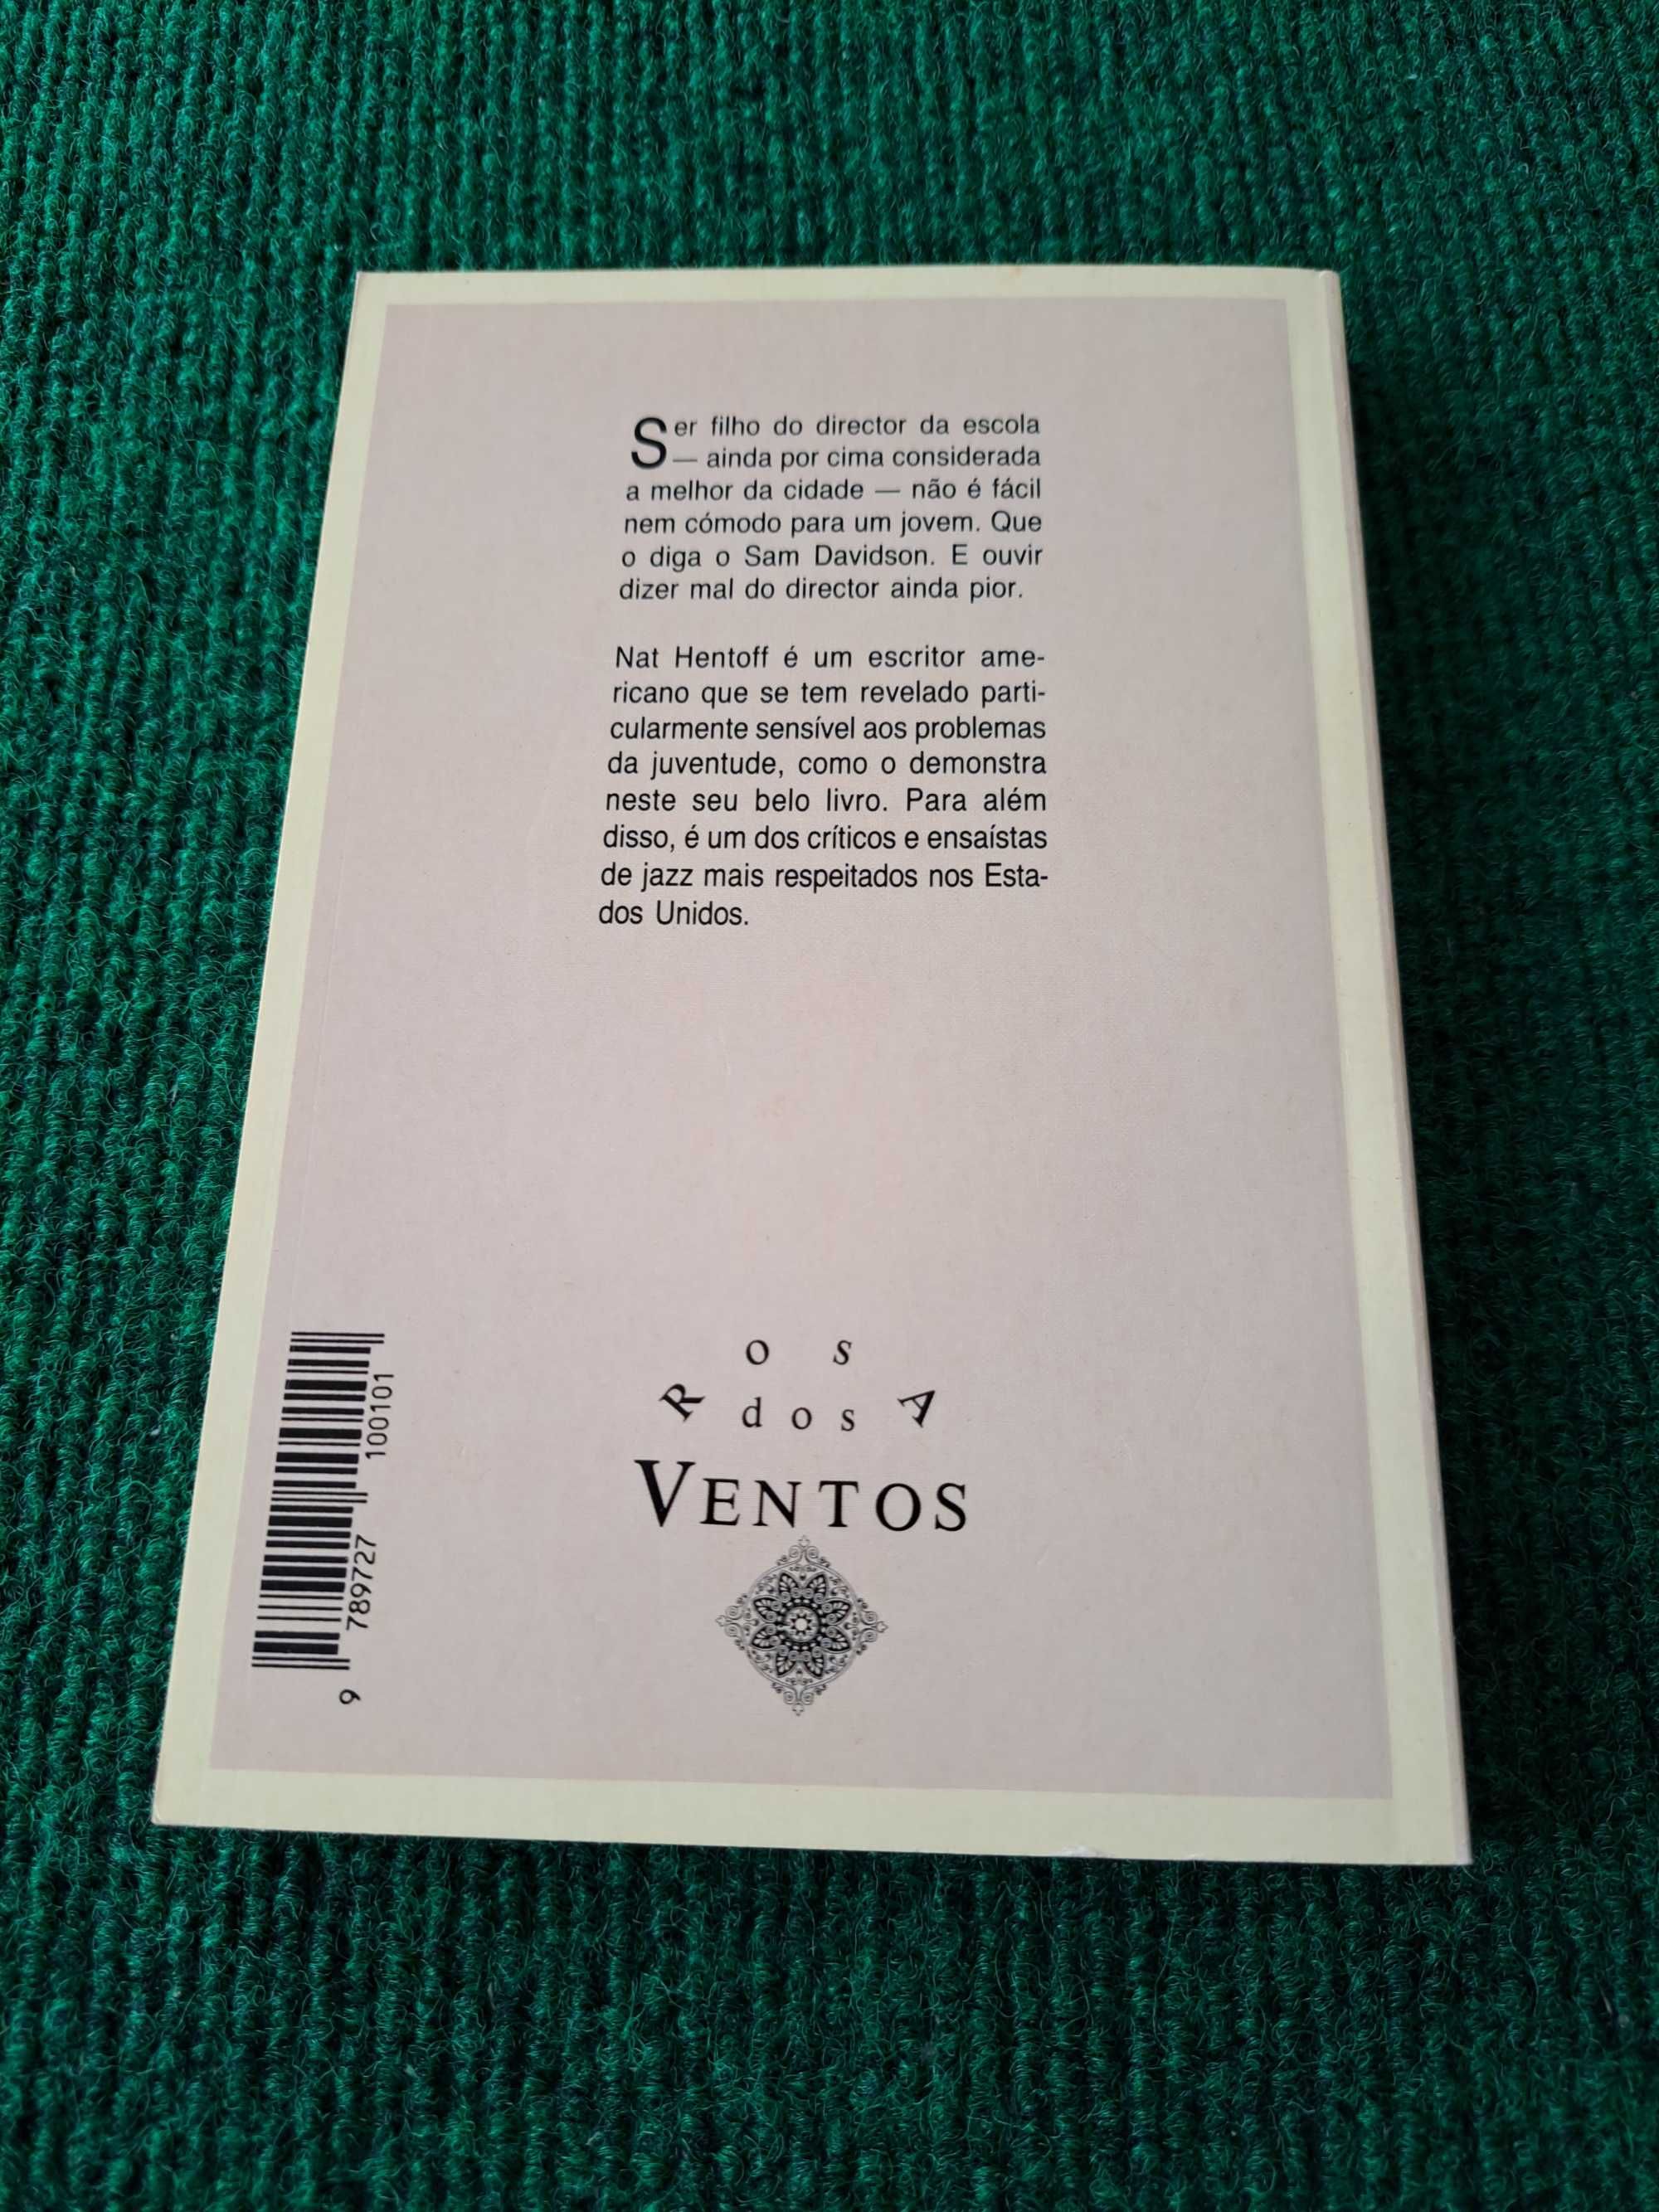 Ser filho do director da escola
— ainda por cima considerada
a melhor da cidade — não é fácil
nem cómodo para um jovem. Que
o diga o Sam Davidson. E ouvir
dizer mal do director ainda pior.
Nat Hentoff é um escritor ame-
ricano que se tem revelado parti-
cularmente sensível aos problemas
da juventude, como o demonstra
neste seu belo livro. Para além
disso, é um dos críticos e ensaístas
de jazz mais respeitados nos Esta-
dos Unidos.
ROSA
dos
VENTOS
9 789727 100101